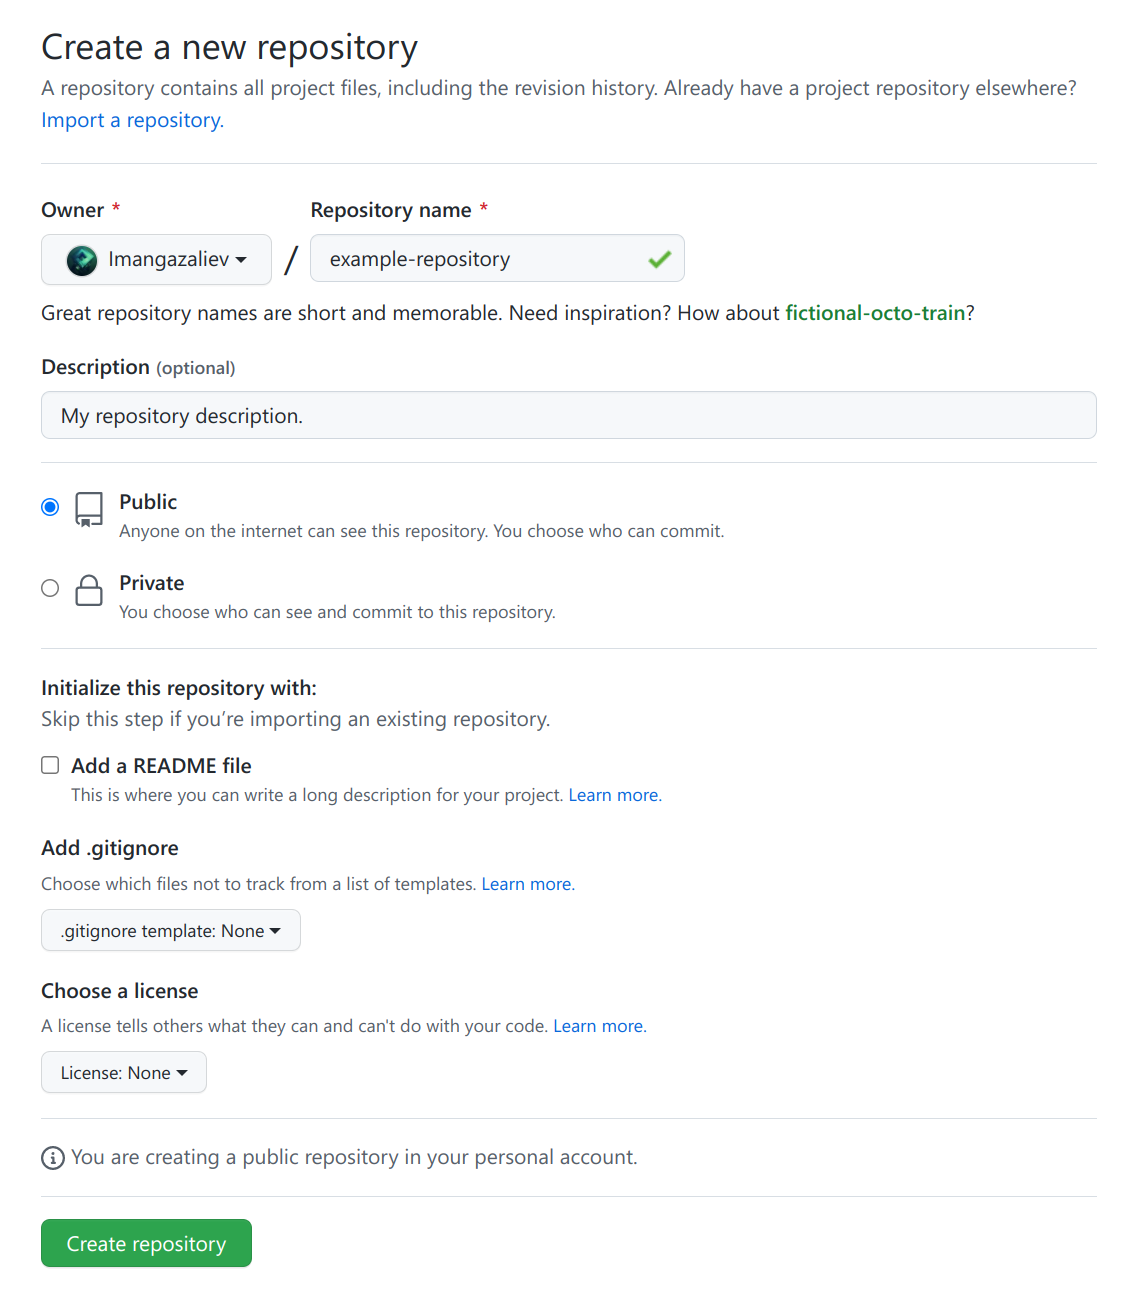 Create a new repository
A repository contains all project files, including the revision history. Already have a project repository elsewhere?
Import a repository.
Owner *
Repository name *
Imangazaliev
/
example-repository
Great repository names are short and memorable. Need inspiration? How about fictional-octo-train?
Description (optional)
My repository description.
Public
Anyone on the internet can see this repository. You choose who can commit.
Private
You choose who can see and commit to this repository.
Initialize this repository with:
Skip this step if you’re importing an existing repository.
Add a README file
This is where you can write a long description for your project. Learn more.
Add .gitignore
Choose which files not to track from a list of templates. Learn more.
.gitignore template: None
Choose a license
A license tells others what they can and can't do with your code. Learn more.
License: None
You are creating a public repository in your personal account.
Create repository